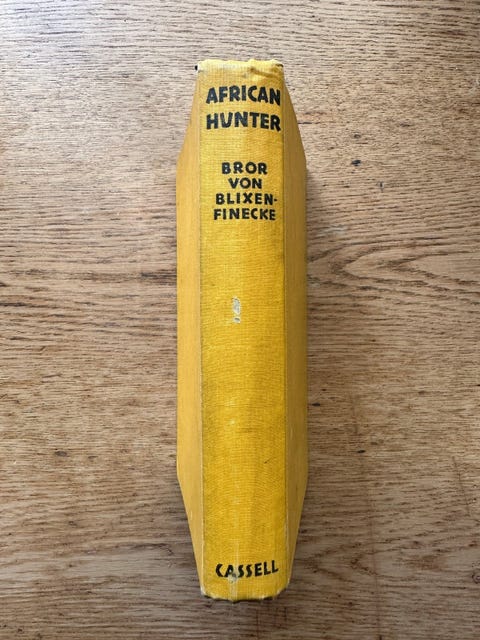 AFRICAN
HUNTER
BROR
VON
BLIXEN-
FINECKE
CASSELL